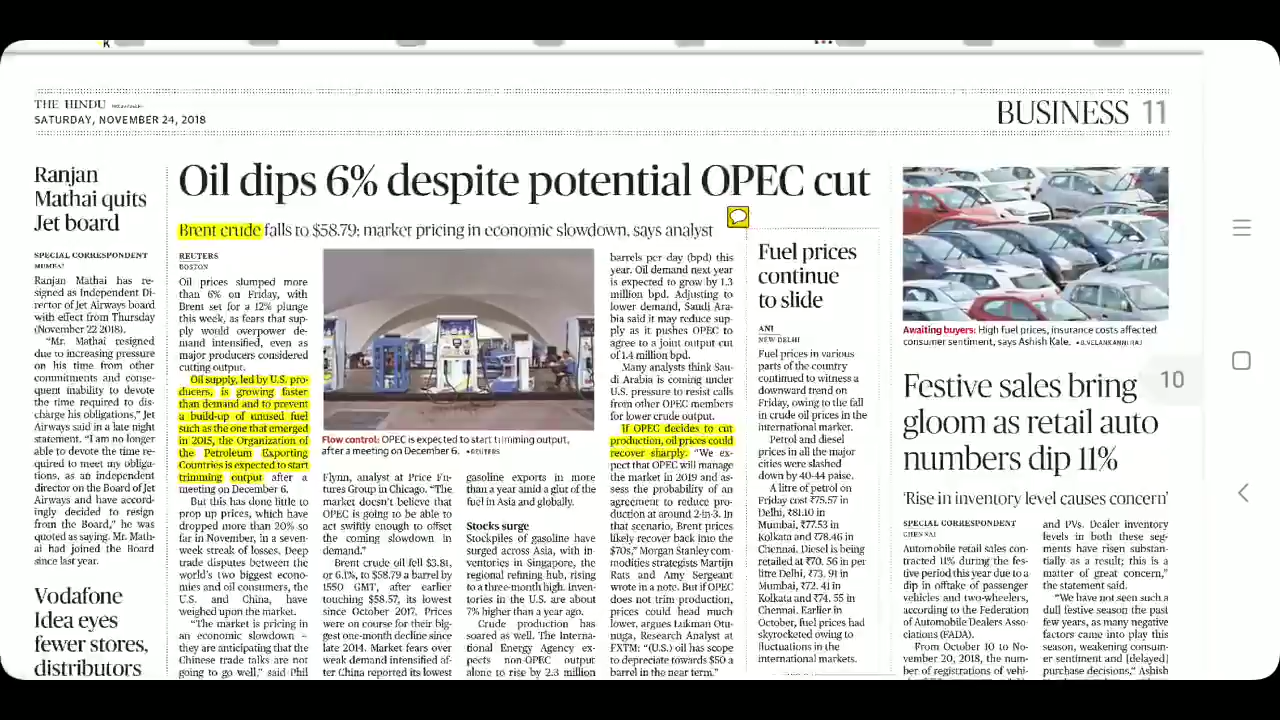 THE HINDU
SATURDAY, NOVEMBER 24, 2018
BUSINESS 11
Ranjan
Mathai quits
Jet board
SPECIAL CORRESPONDENT
MUMBAI
Ranjan Mathai has re-
signed as Independent Di-
rector of Jet Airways board
with effect from Thursday
(November 22 2018).
“Mr. Mathai resigned
due to increasing pressure
on his time from other
commitments and conse-
quent inability to devote
the time required to dis-
charge his obligations,” Jet
Airways said in a late night
statement. “I am no longer
able to devote the time re-
quired to meet my obliga-
tions, as an independent
director on the Board of Jet
Airways and have accord-
ingly decided to resign
from the Board,” he was
quoted as saying. Mr. Math-
ai had joined the Board
since last year.
Vodafone
Idea eyes
fewer stores,
distributors
Oil dips 6% despite potential OPEC cut
Brent crude falls to $58.79; market pricing in economic slowdown, says analyst
REUTERS
BOSTON
Oil prices slumped more
than 6% on Friday, with
Brent set for a 12% plunge
this week, as fears that sup-
ply would overpower de-
mand intensified, even as
major producers considered
cutting output.
Oil supply, led by U.S. pro-
ducers, is growing faster
than demand and to prevent
a build-up of unused fuel
such as the one that emerged
in 2015, the Organization of
the Petroleum Exporting
Countries is expected to start
trimming output after a
meeting on December 6.
But this has done little to
prop up prices, which have
dropped more than 20% so
far in November, in a seven-
week streak of losses. Deep
trade disputes between the
world's two biggest econo-
mies and oil consumers, the
U.S. and China, have
weighed upon the market.
“The market is pricing in
an economic slowdown –
they are anticipating that the
Chinese trade talks are not
going to go well,” said Phil
Flow control: OPEC is expected to start trimming output,
after a meeting on December 6. •REUTERS
Flynn, analyst at Price Fu-
tures Group in Chicago. “The
market doesn't believe that
OPEC is going to be able to
act swiftly enough to offset
the coming slowdown in
demand.”
Brent crude oil fell $3.81,
or 6.1%, to $58.79 a barrel by
1550 GMT, after earlier
touching $58.57, its lowest
since October 2017. Prices
were on course for their big-
gest one-month decline since
late 2014. Market fears over
weak demand intensified af-
ter China reported its lowest
gasoline exports in more
than a year amid a glut of the
fuel in Asia and globally.
Stocks surge
Stockpiles of gasoline have
surged across Asia, with in-
ventories in Singapore, the
regional refining hub, rising
to a three-month high. Inven-
tories in the U.S. are about
7% higher than a year ago.
Crude production has
soared as well. The Interna-
tional Energy Agency ex-
pects non-OPEC output
alone to rise by 2.3 million
barrels per day (bpd) this
year. Oil demand next year
is expected to grow by 1.3
million bpd. Adjusting to
lower demand, Saudi Ara-
bia said it may reduce sup-
ply as it pushes OPEC to
agree to a joint output cut
of 1.4 million bpd.
Many analysts think Sau-
di Arabia is coming under
U.S. pressure to resist calls
from other OPEC members
for lower crude output.
If OPEC decides to cut
production, oil prices could
recover sharply. “We ex-
pect that OPEC will manage
the market in 2019 and as-
sess the probability of an
agreement to reduce pro-
duction at around 2-in-3. In
that scenario, Brent prices
likely recover back into the
$70s,” Morgan Stanley com-
modities strategists Martijn
Rats and Amy Sergeant
wrote in a note. But if OPEC
does not trim production,
prices could head much
lower, argues Lukman Otu-
nuga, Research Analyst at
FXTM: “(U.S.) oil has scope
to depreciate towards $50 a
barrel in the near term.”
Fuel prices
continue
to slide
ANI
NEW DELHI
Fuel prices in various
parts of the country
continued to witness a
downward trend on
Friday, owing to the fall
in crude oil prices in the
international market.
Petrol and diesel
prices in all the major
cities were slashed
down by 40-44 paise.
A litre of petrol on
Friday cost ₹75.57 in
Delhi, ₹81.10 in
Mumbai, ₹77.53 in
Kolkata and ₹78.46 in
Chennai. Diesel is being
retailed at ₹70. 56 in per
litre Delhi, ₹73. 91 in
Mumbai, ₹72. 41 in
Kolkata and ₹74. 55 in
Chennai. Earlier in
October, fuel prices had
skyrocketed owing to
fluctuations in the
international markets.
Awaiting buyers: High fuel prices, insurance costs affected
consumer sentiment, says Ashish Kale. •B.VELANKANNI RAJ
10
Festive sales bring
gloom as retail auto
numbers dip 11%
‘Rise in inventory level causes concern’
SPECIAL CORRESPONDENT
CHENNAI
Automobile retail sales con-
tracted 11% during the fes-
tive period this year due to a
dip in offtake of passenger
vehicles and two-wheelers,
according to the Federation
of Automobile Dealers Asso-
ciations (FADA).
From October 10 to No-
vember 20, 2018, the num-
ber of registrations of vehi-
and PVs. Dealer inventory
levels in both these seg-
ments have risen substan-
tially as a result; this is a
matter of great concern,”
the statement said.
“We have not seen such a
dull festive season the past
few years, as many negative
factors came into play this
season, weakening consum-
er sentiment and [delayed]
purchase decisions,” Ashish